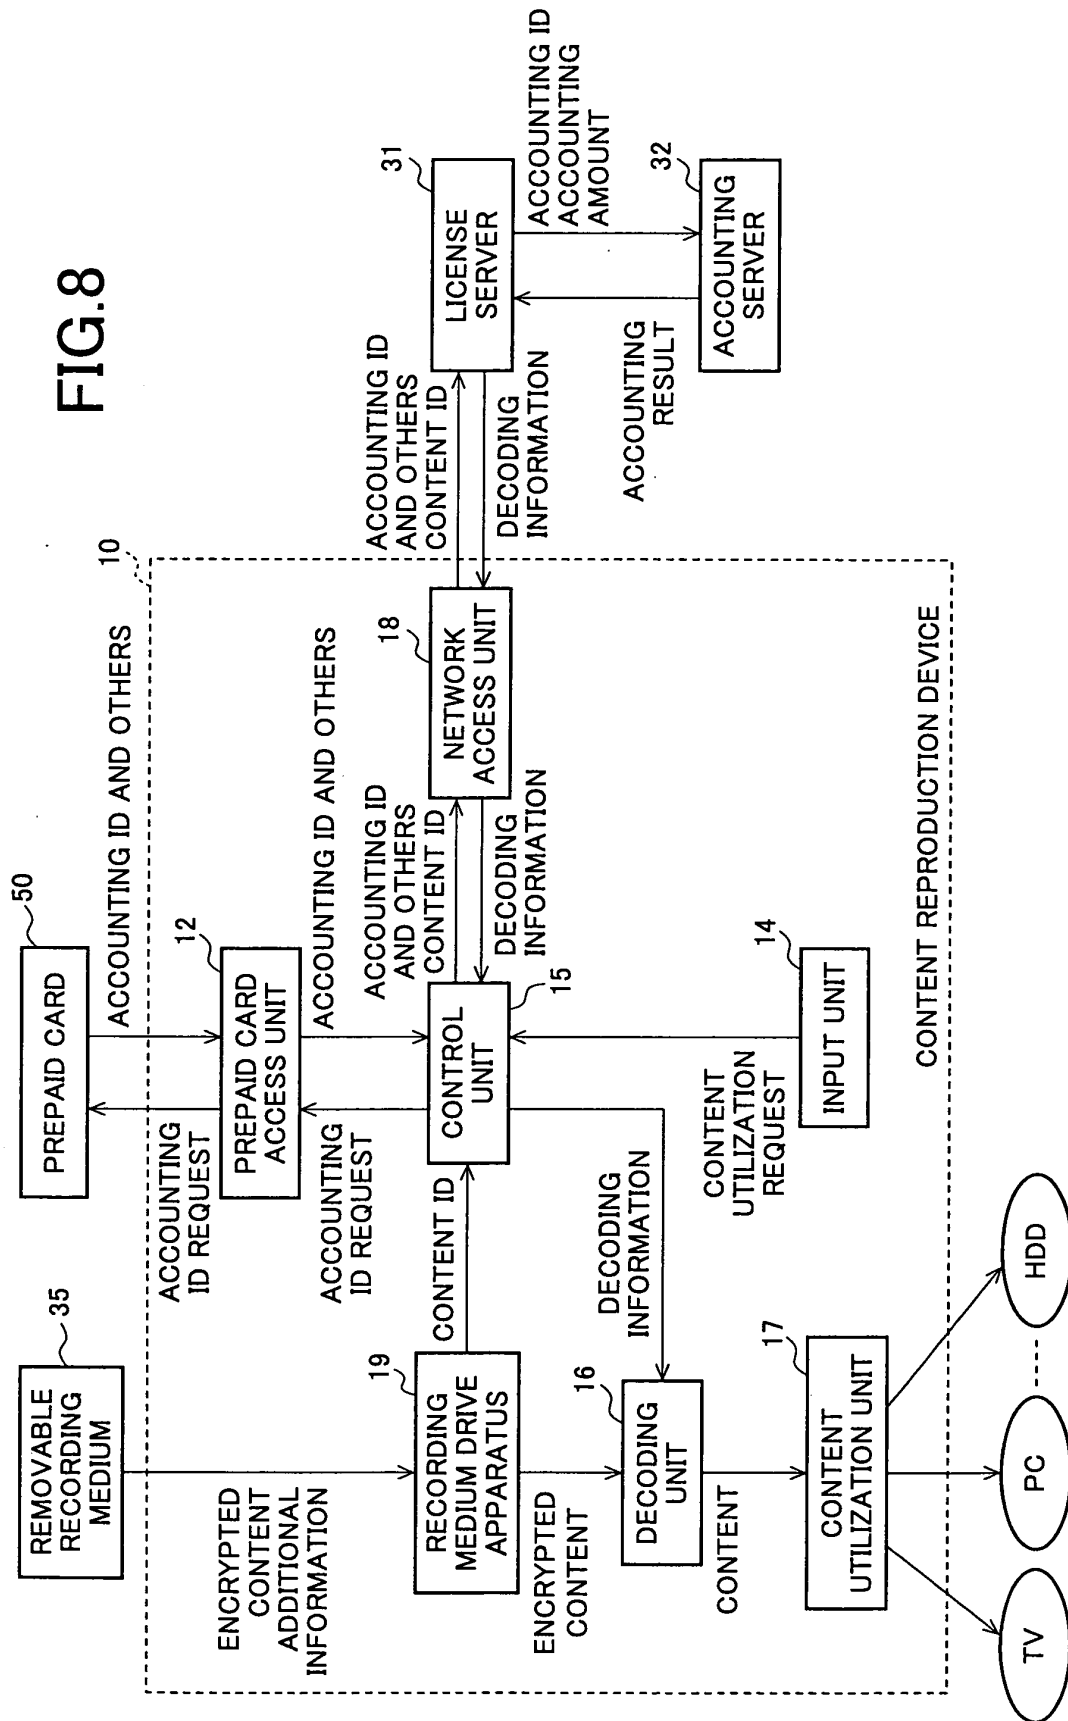 FIG.8
REMOVABLE
RECORDING
MEDIUM
35
PREPAID CARD
50
ENCRYPTED
CONTENT
ADDITIONAL
INFORMATION
ACCOUNTING
ID REQUEST
ACCOUNTING ID AND OTHERS
10
PREPAID CARD
ACCESS UNIT
12
ACCOUNTING
ID REQUEST
ACCOUNTING ID AND OTHERS
RECORDING
MEDIUM DRIVE
APPARATUS
19
CONTENT ID
CONTROL
UNIT
15
ACCOUNTING ID
AND OTHERS
CONTENT ID
DECODING
INFORMATION
NETWORK
ACCESS UNIT
18
ACCOUNTING ID
AND OTHERS
CONTENT ID
DECODING
INFORMATION
LICENSE
SERVER
31
ACCOUNTING
RESULT
ACCOUNTING ID
ACCOUNTING
AMOUNT
ACCOUNTING
SERVER
32
ENCRYPTED
CONTENT
DECODING
INFORMATION
DECODING
UNIT
16
CONTENT
CONTENT
UTILIZATION
REQUEST
INPUT UNIT
14
CONTENT
UTILIZATION UNIT
17
CONTENT REPRODUCTION DEVICE
TV
PC
HDD